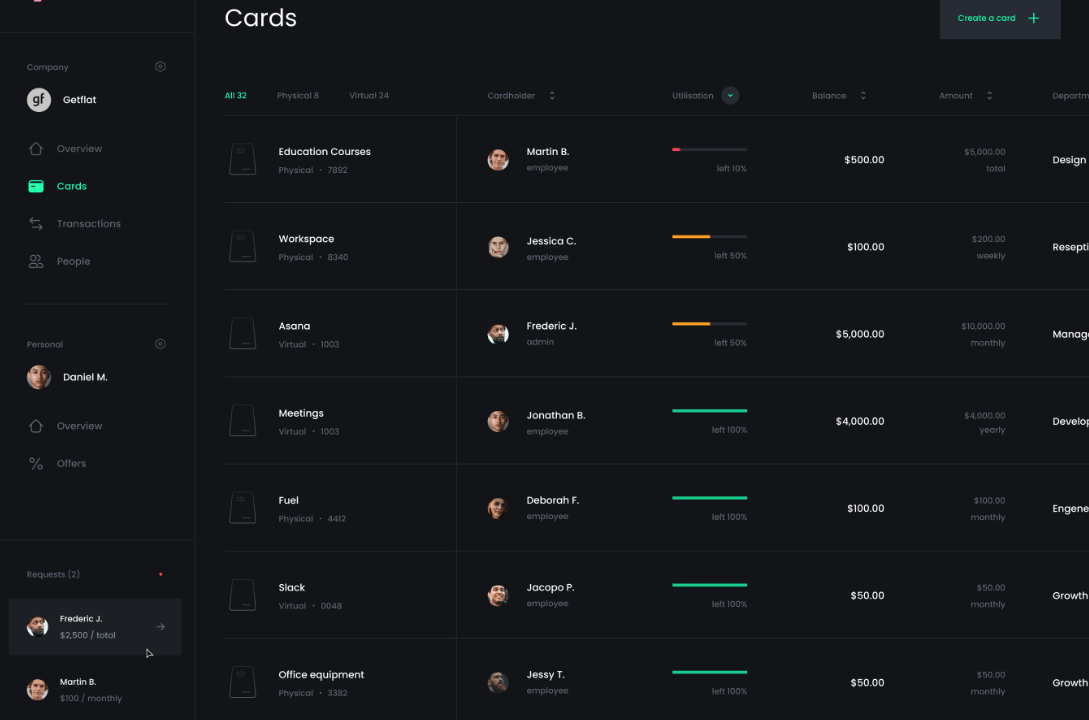 Cards
Create a card
Company
gf
Getflat
Overview
Cards
Transactions
People
Personal
Daniel M.
Overview
Offers
Requests (2)
Frederic J.
$2,500 / total
Martin B.
$100 / monthly
All 32 Physical 8 Virtual 24 Cardholder Utilisation Balance Amount Departm
Education Courses
Physical • 7892
Martin B.
employee
left 10%
$500.00
$5,000.00
total
Design
Workspace
Physical • 8340
Jessica C.
employee
left 50%
$100.00
$200.00
weekly
Resepti
Asana
Virtual • 1003
Frederic J.
admin
left 50%
$5,000.00
$10,000.00
monthly
Manag
Meetings
Virtual • 1003
Jonathan B.
employee
left 100%
$4,000.00
$4,000.00
yearly
Develop
Fuel
Physical • 4412
Deborah F.
employee
left 100%
$100.00
$100.00
monthly
Engene
Slack
Virtual • 0048
Jacopo P.
employee
left 100%
$50.00
$50.00
monthly
Growth
Office equipment
Physical • 3382
Jessy T.
employee
left 100%
$50.00
$50.00
monthly
Growth